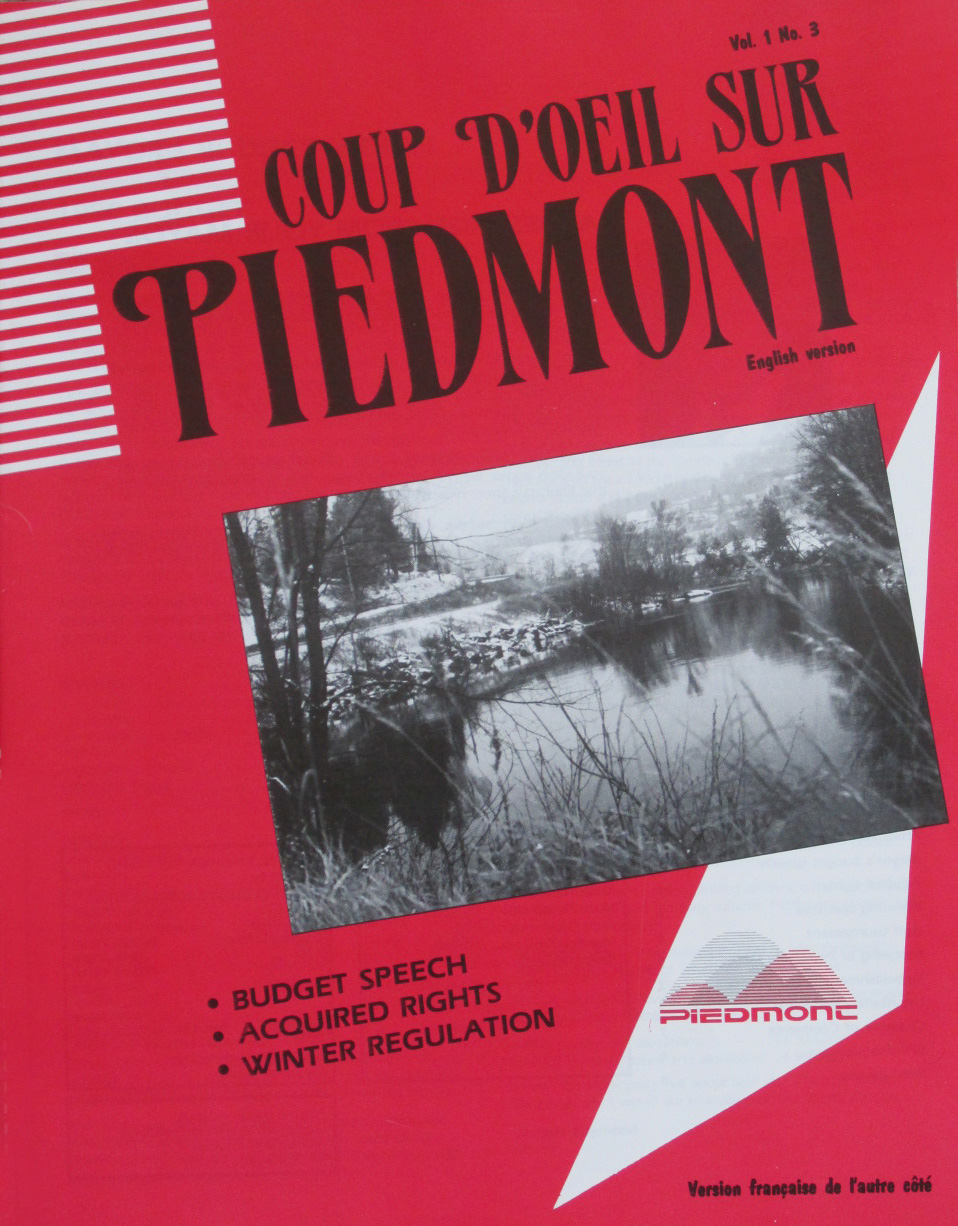 Vol. 1 No. 3
COUP D'OEIL SUR
PIEDMONT
English version
• BUDGET SPEECH
• ACQUIRED RIGHTS
• WINTER REGULATION
PIEDMONT
Version française de l'autre côté